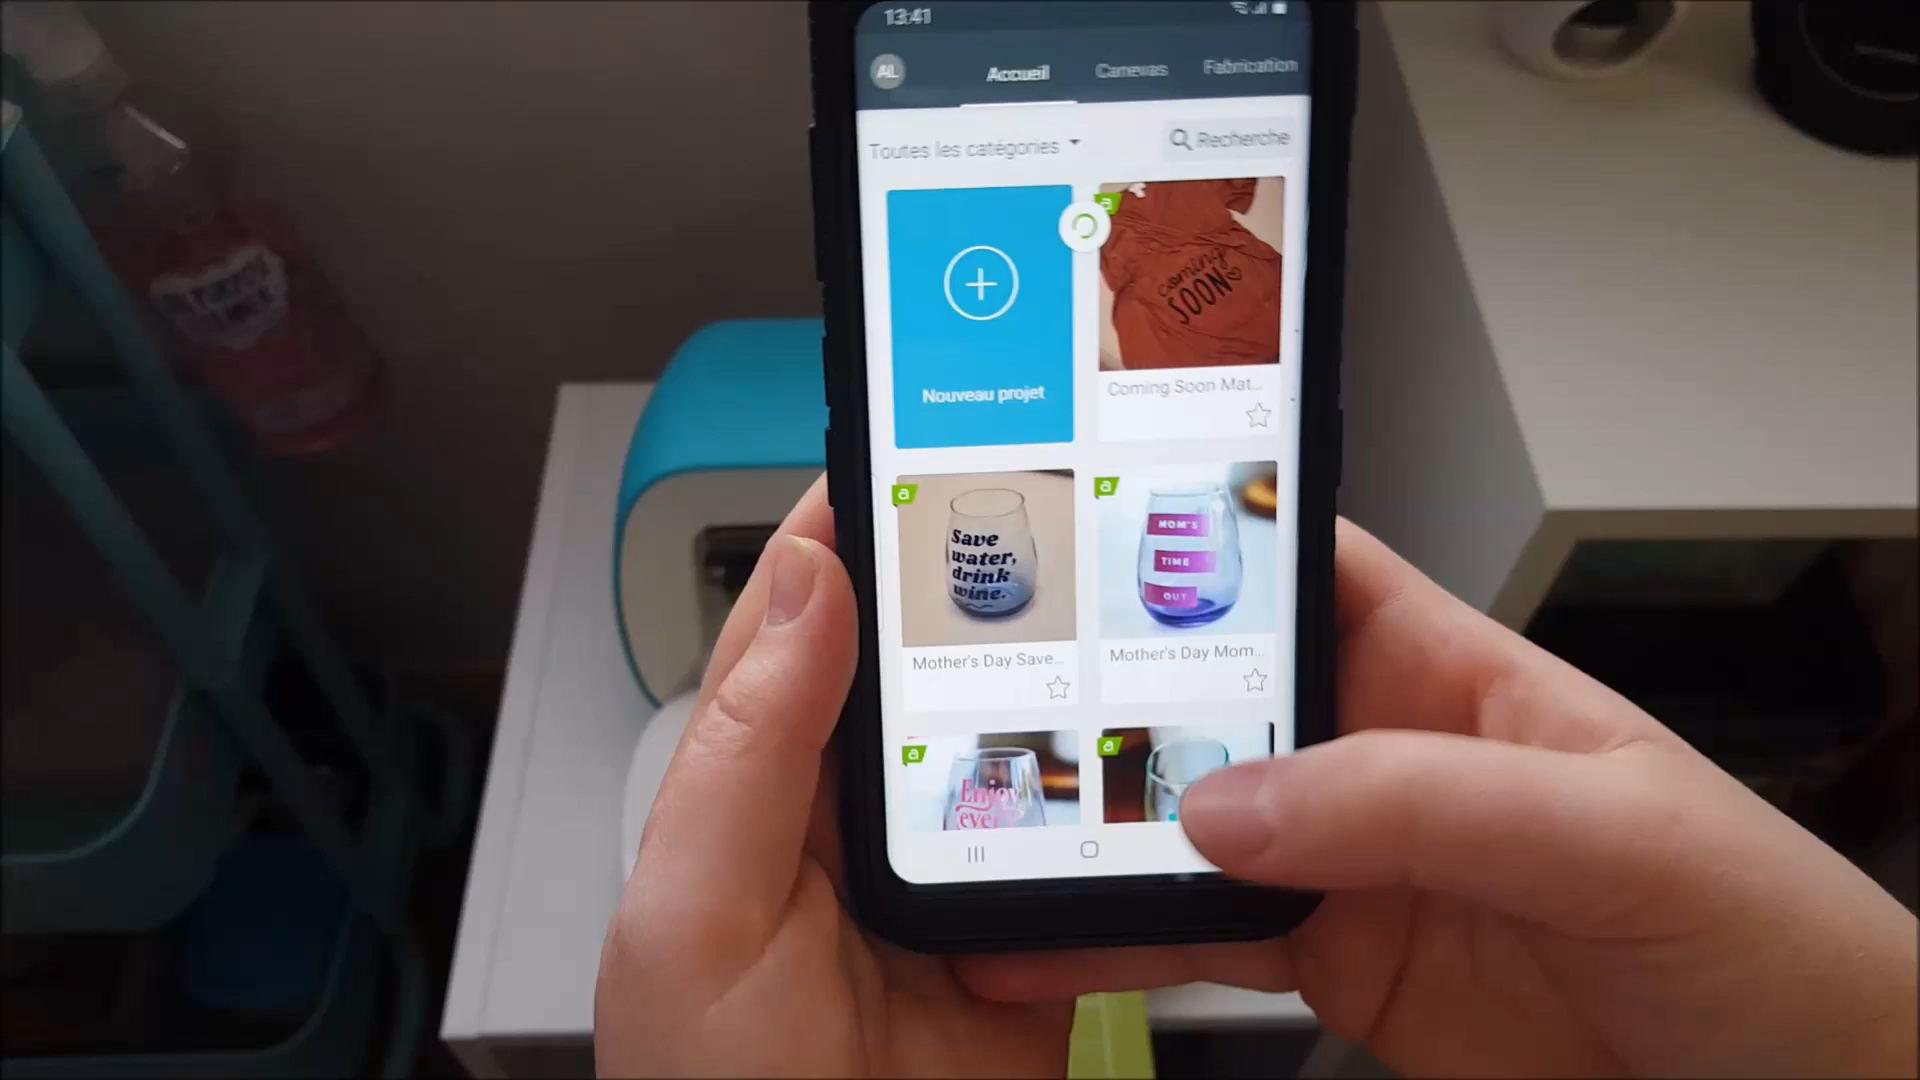 13:41
AL
Accueil
Canevas
Fabrication
Toutes les catégories
Recherche
Nouveau projet
a
Coming
SOON
Coming Soon Mat...
a
Save
water,
drink
wine.
Mother's Day Save...
a
MOM'S
TIME
OUT
Mother's Day Mom...
a
Enjoy
every
a